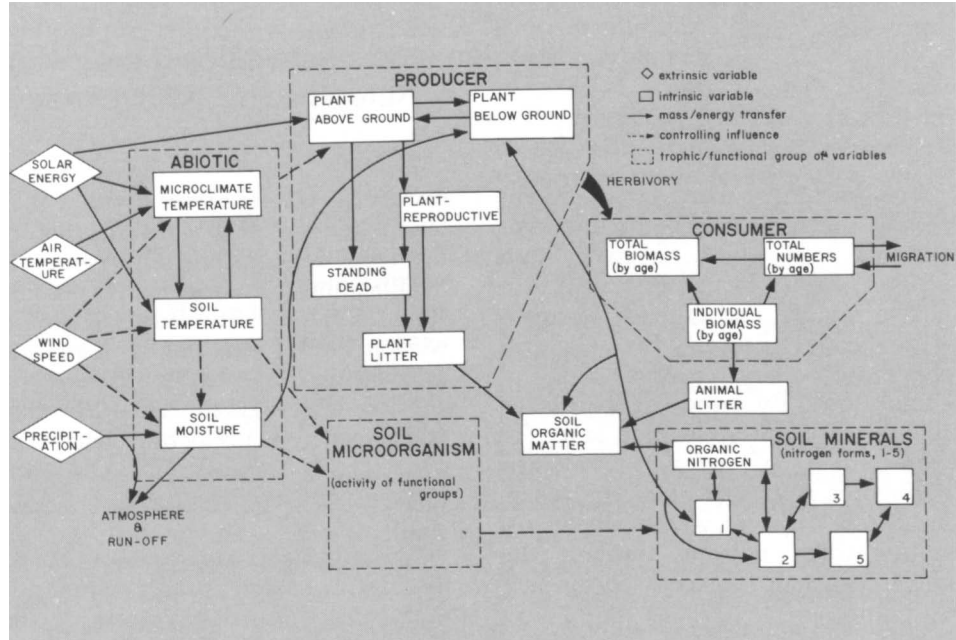 PRODUCER
PLANT
ABOVE GROUND
PLANT
BELOW GROUND
extrinsic variable
intrinsic variable
mass/energy transfer
controlling influence
trophic/functional group of variables
SOLAR
ENERGY
ABIOTIC
MICROCLIMATE
TEMPERATURE
HERBIVORY
PLANT-
REPRODUCTIVE
AIR
TEMPERAT-
URE
CONSUMER
TOTAL
BIOMASS
(by age)
TOTAL
NUMBERS
(by age)
MIGRATION
STANDING
DEAD
SOIL
TEMPERATURE
INDIVIDUAL
BIOMASS
(by age)
WIND
SPEED
PLANT
LITTER
ANIMAL
LITTER
PRECIPIT-
ATION
SOIL
MOISTURE
SOIL
ORGANIC
MATTER
SOIL
MICROORGANISM
(activity of functional
groups)
SOIL MINERALS
(nitrogen forms, 1-5)
ORGANIC
NITROGEN
3
4
1
2
5
ATMOSPHERE
&
RUN-OFF